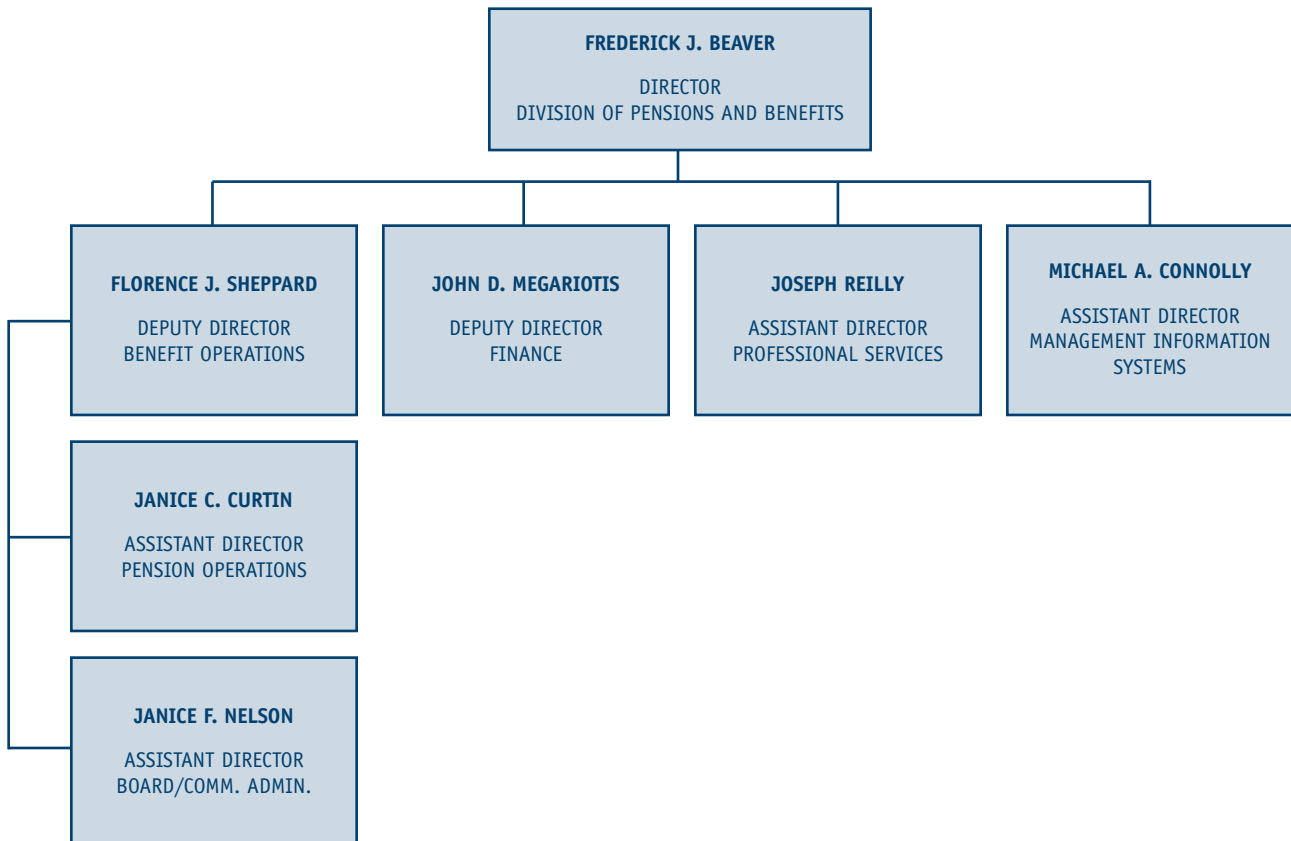 FREDERICK J. BEAVER
DIRECTOR
DIVISION OF PENSIONS AND BENEFITS
FLORENCE J. SHEPPARD
DEPUTY DIRECTOR
BENEFIT OPERATIONS
JOHN D. MEGARIOTIS
DEPUTY DIRECTOR
FINANCE
JOSEPH REILLY
ASSISTANT DIRECTOR
PROFESSIONAL SERVICES
MICHAEL A. CONNOLLY
ASSISTANT DIRECTOR
MANAGEMENT INFORMATION
SYSTEMS
JANICE C. CURTIN
ASSISTANT DIRECTOR
PENSION OPERATIONS
JANICE F. NELSON
ASSISTANT DIRECTOR
BOARD/COMM. ADMIN.